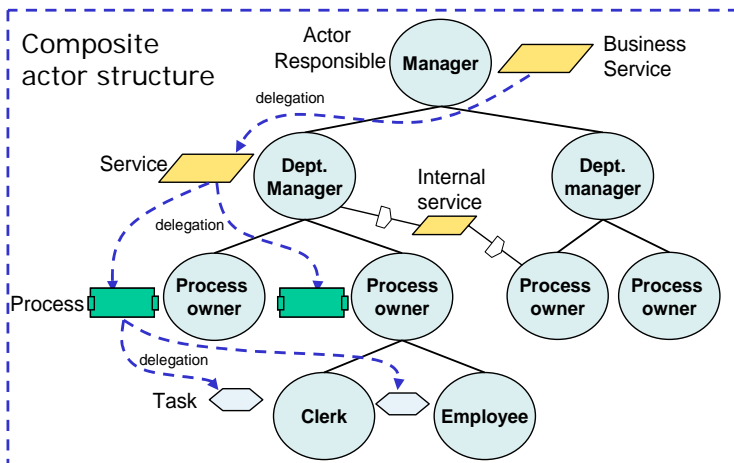 Composite
actor structure
Actor
Responsible
Manager
Business
Service
delegation
Service
Dept.
Manager
Internal
service
Dept.
manager
delegation
Process
Process
owner
Process
owner
Process
owner
Process
owner
delegation
Task
Clerk
Employee